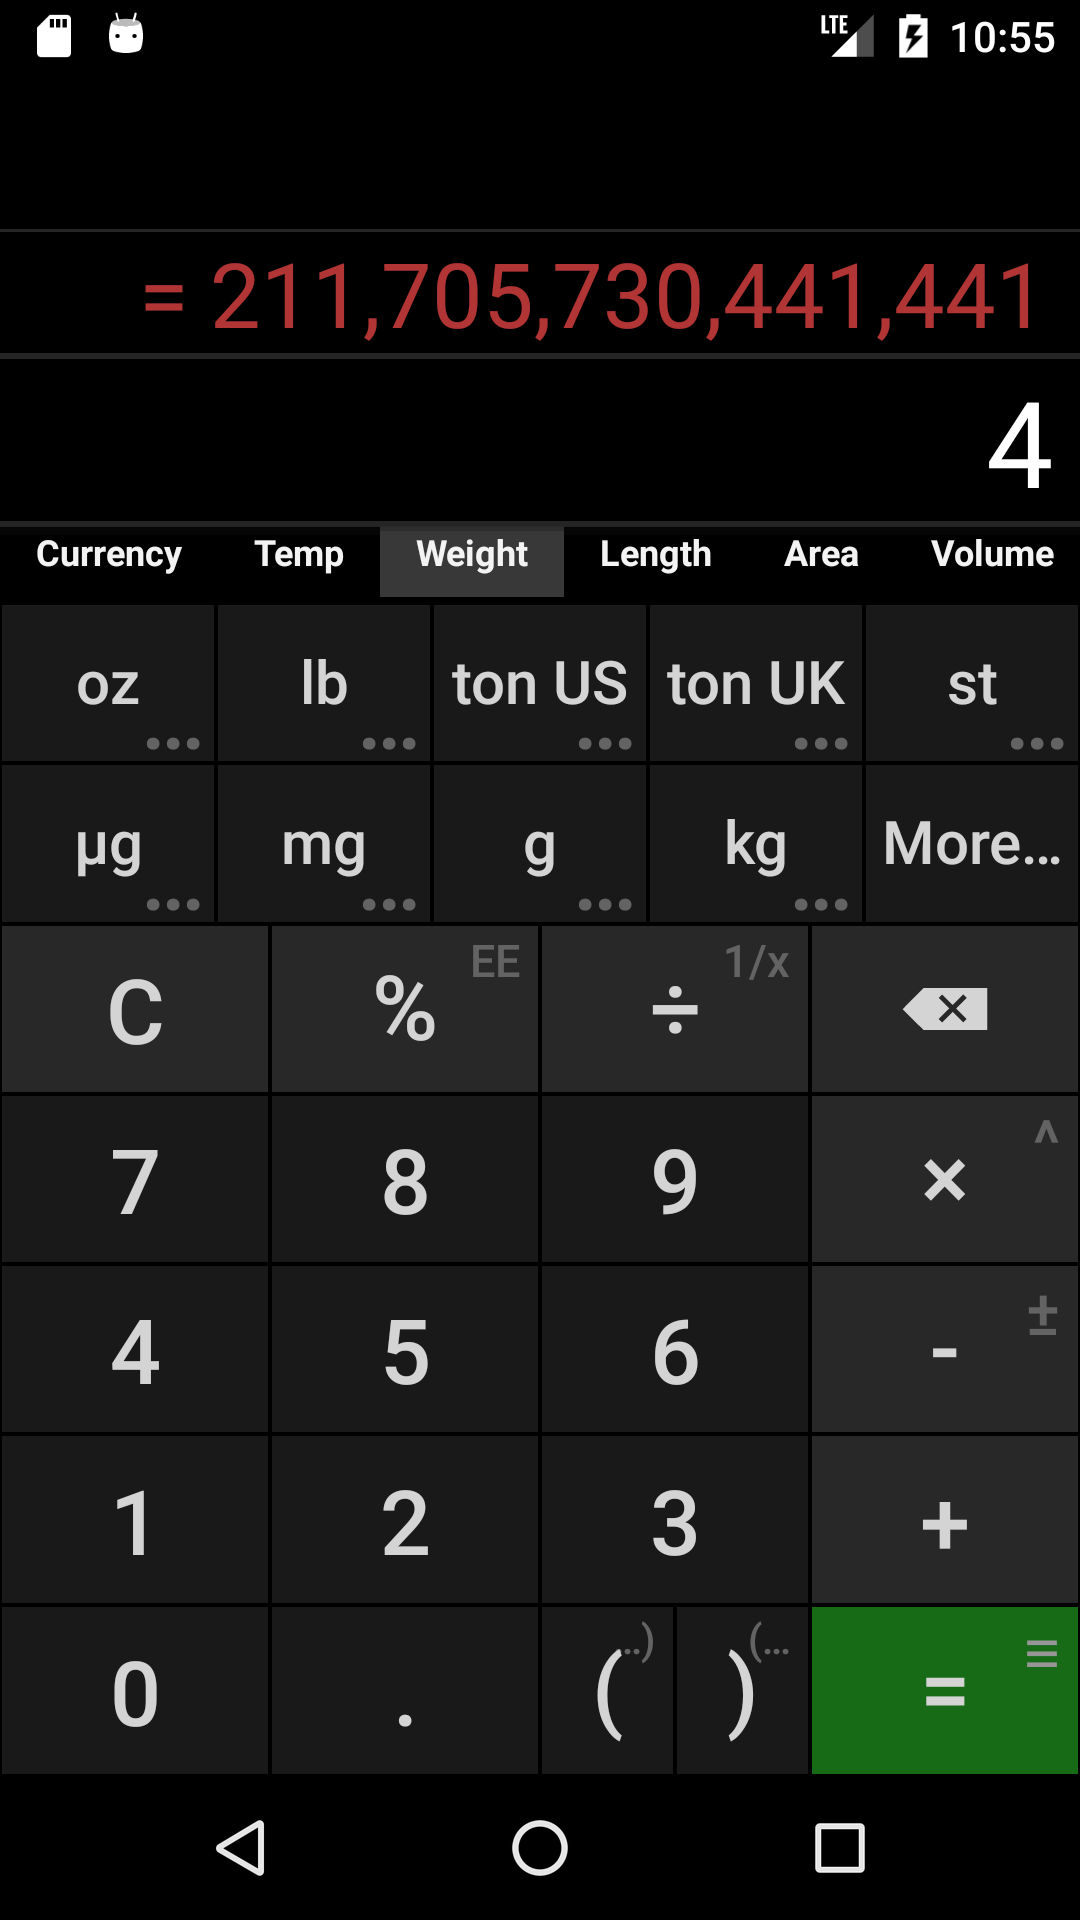 LTE 10:55
= 211,705,730,441,441
4
Currency Temp Weight Length Area Volume
oz lb ton US ton UK st
µg mg g kg More...
C % EE ÷ 1/x
7 8 9 × ^
4 5 6 - ±
1 2 3 +
0 . ( ..) ) (... =